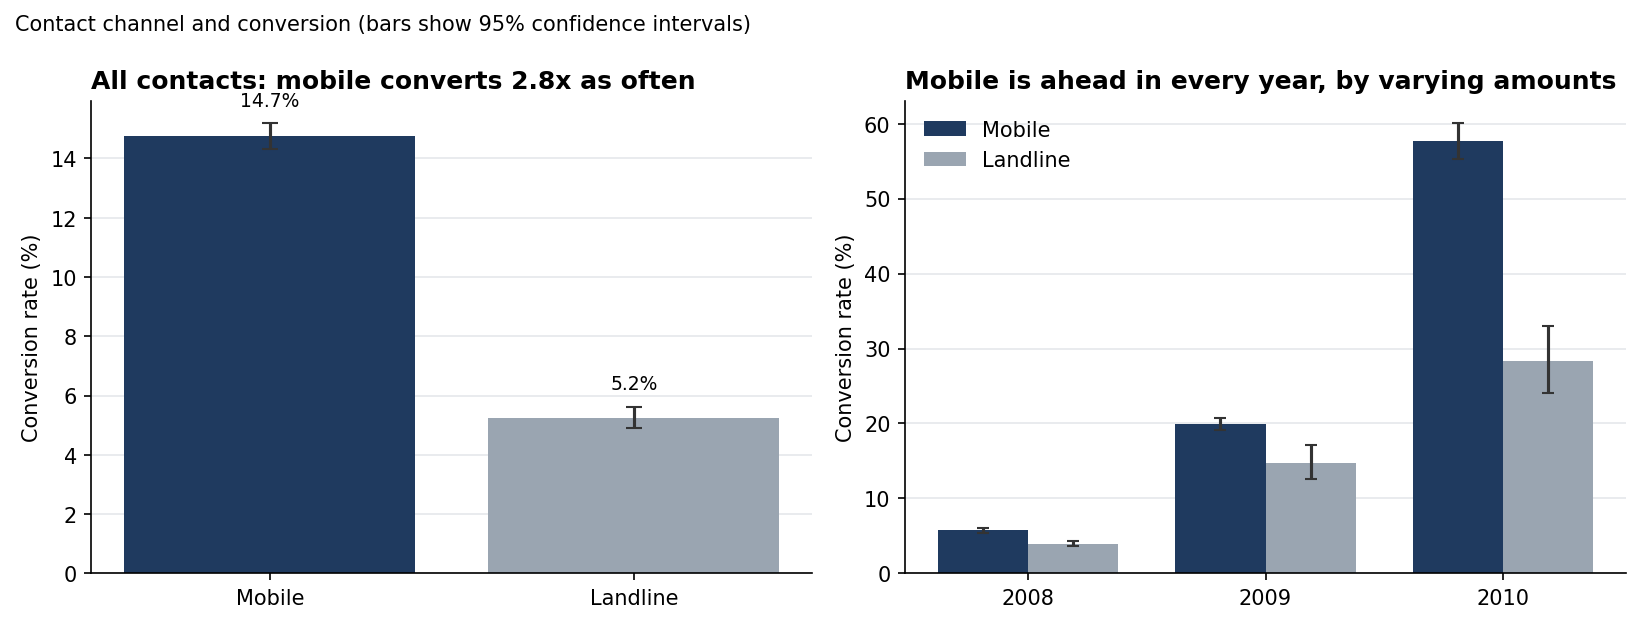 Contact channel and conversion (bars show 95% confidence intervals)
All contacts: mobile converts 2.8x as often
14.7%
5.2%
Conversion rate (%)
14
12
10
8
6
4
2
0
Mobile
Landline
Mobile is ahead in every year, by varying amounts
Mobile
Landline
Conversion rate (%)
60
50
40
30
20
10
0
2008
2009
2010